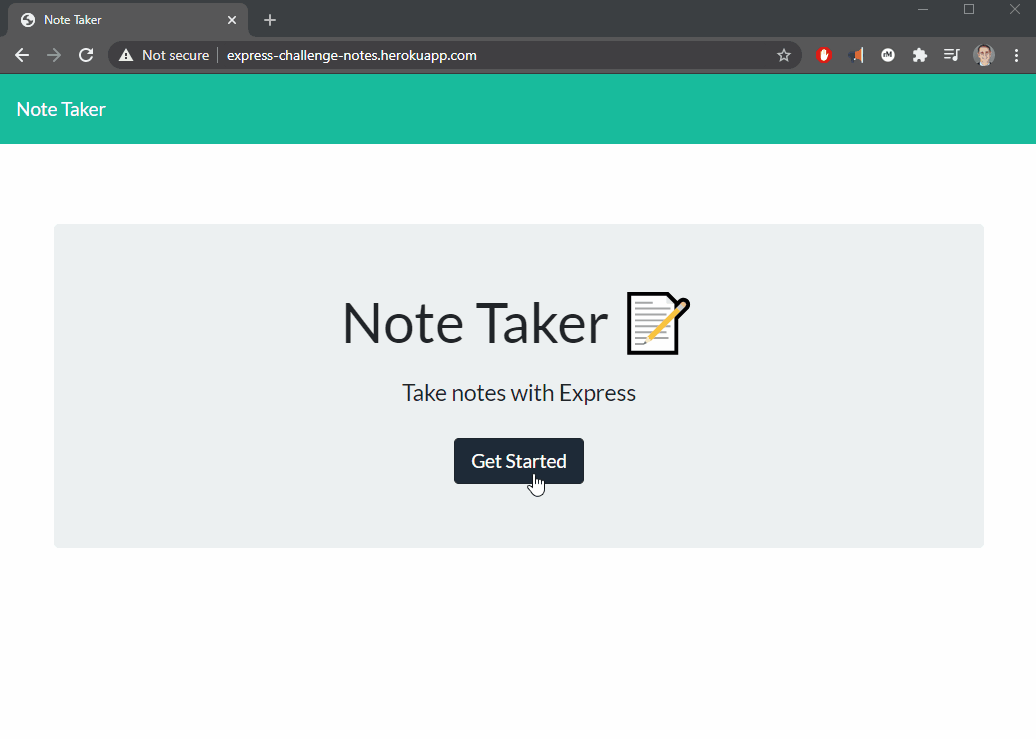 Note Taker
Not secure
express-challenge-notes.herokuapp.com
Note Taker
Note Taker
Take notes with Express
Get Started